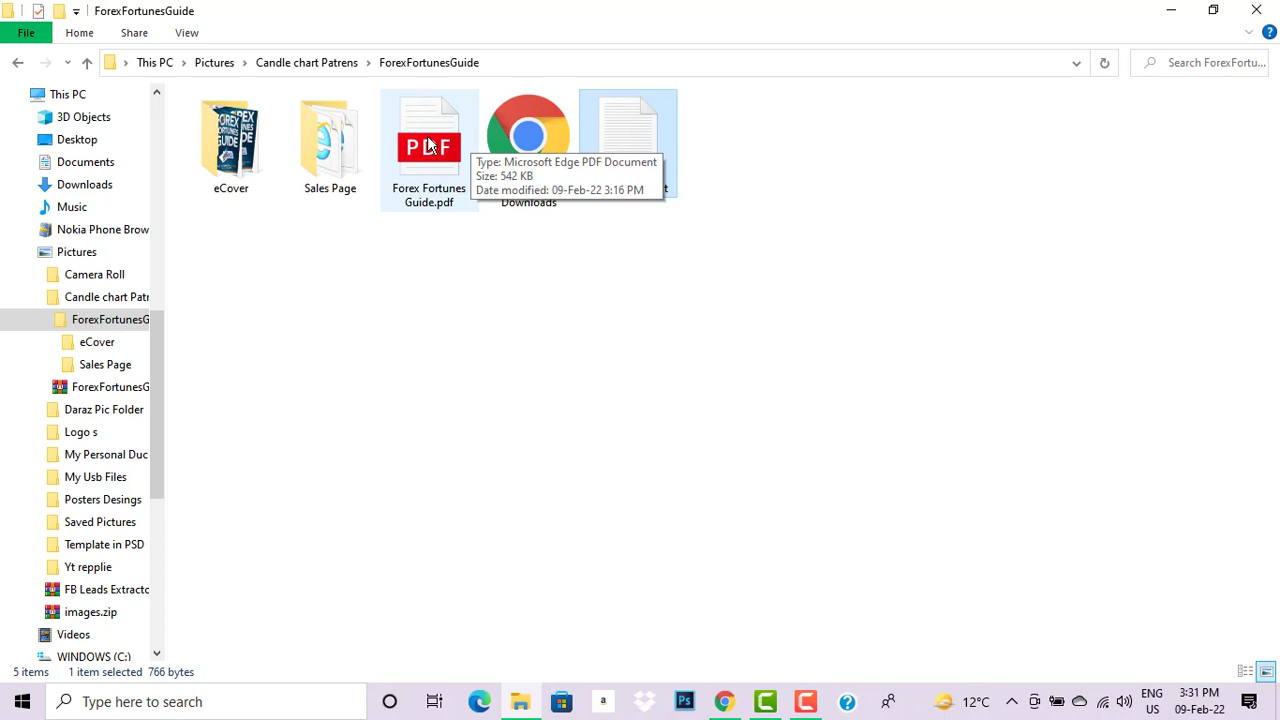 ForexFortunesGuide
File Home Share View
This PC Pictures Candle chart Patrens ForexFortunesGuide
Search ForexFortu...
This PC
3D Objects
Desktop
Documents
Downloads
Music
Nokia Phone Brow
Pictures
Camera Roll
Candle chart Patr
ForexFortunesG
eCover
Sales Page
ForexFortunesG
Daraz Pic Folder
Logo s
My Personal Duc
My Usb Files
Posters Desings
Saved Pictures
Template in PSD
Yt repplie
FB Leads Extracto
images.zip
Videos
WINDOWS (C:)
FOREX FORTUNES GUIDE
eCover
Sales Page
PDF
Forex Fortunes
Guide.pdf
Downloads
Type: Microsoft Edge PDF Document
Size: 542 KB
Date modified: 09-Feb-22 3:16 PM
5 items 1 item selected 766 bytes
Type here to search
a
Ps
12°C
ENG
US
3:31 PM
09-Feb-22